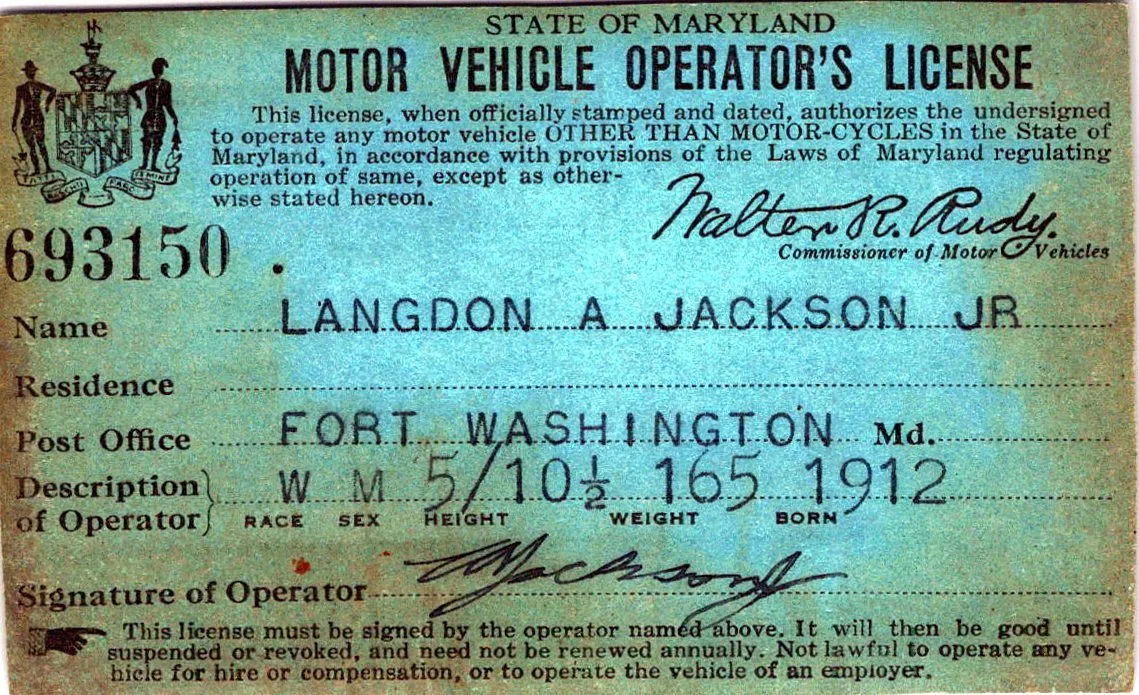 STATE OF MARYLAND
MOTOR VEHICLE OPERATOR'S LICENSE
This license, when officially stamped and dated, authorizes the undersigned
to operate any motor vehicle OTHER THAN MOTOR-CYCLES in the State of
Maryland, in accordance with provisions of the Laws of Maryland regulating
operation of same, except as other-
wise stated hereon.
Walter R. Rudy.
Commissioner of Motor Vehicles
693150
Name LANGDON A JACKSON JR
Residence
Post Office FORT WASHINGTON Md.
Description of Operator W M 5/10½ 165 1912
RACE SEX HEIGHT WEIGHT BORN
Signature of Operator Jackson Jr
This license must be signed by the operator named above. It will then be good until
suspended or revoked, and need not be renewed annually. Not lawful to operate any ve-
hicle for hire or compensation, or to operate the vehicle of an employer.